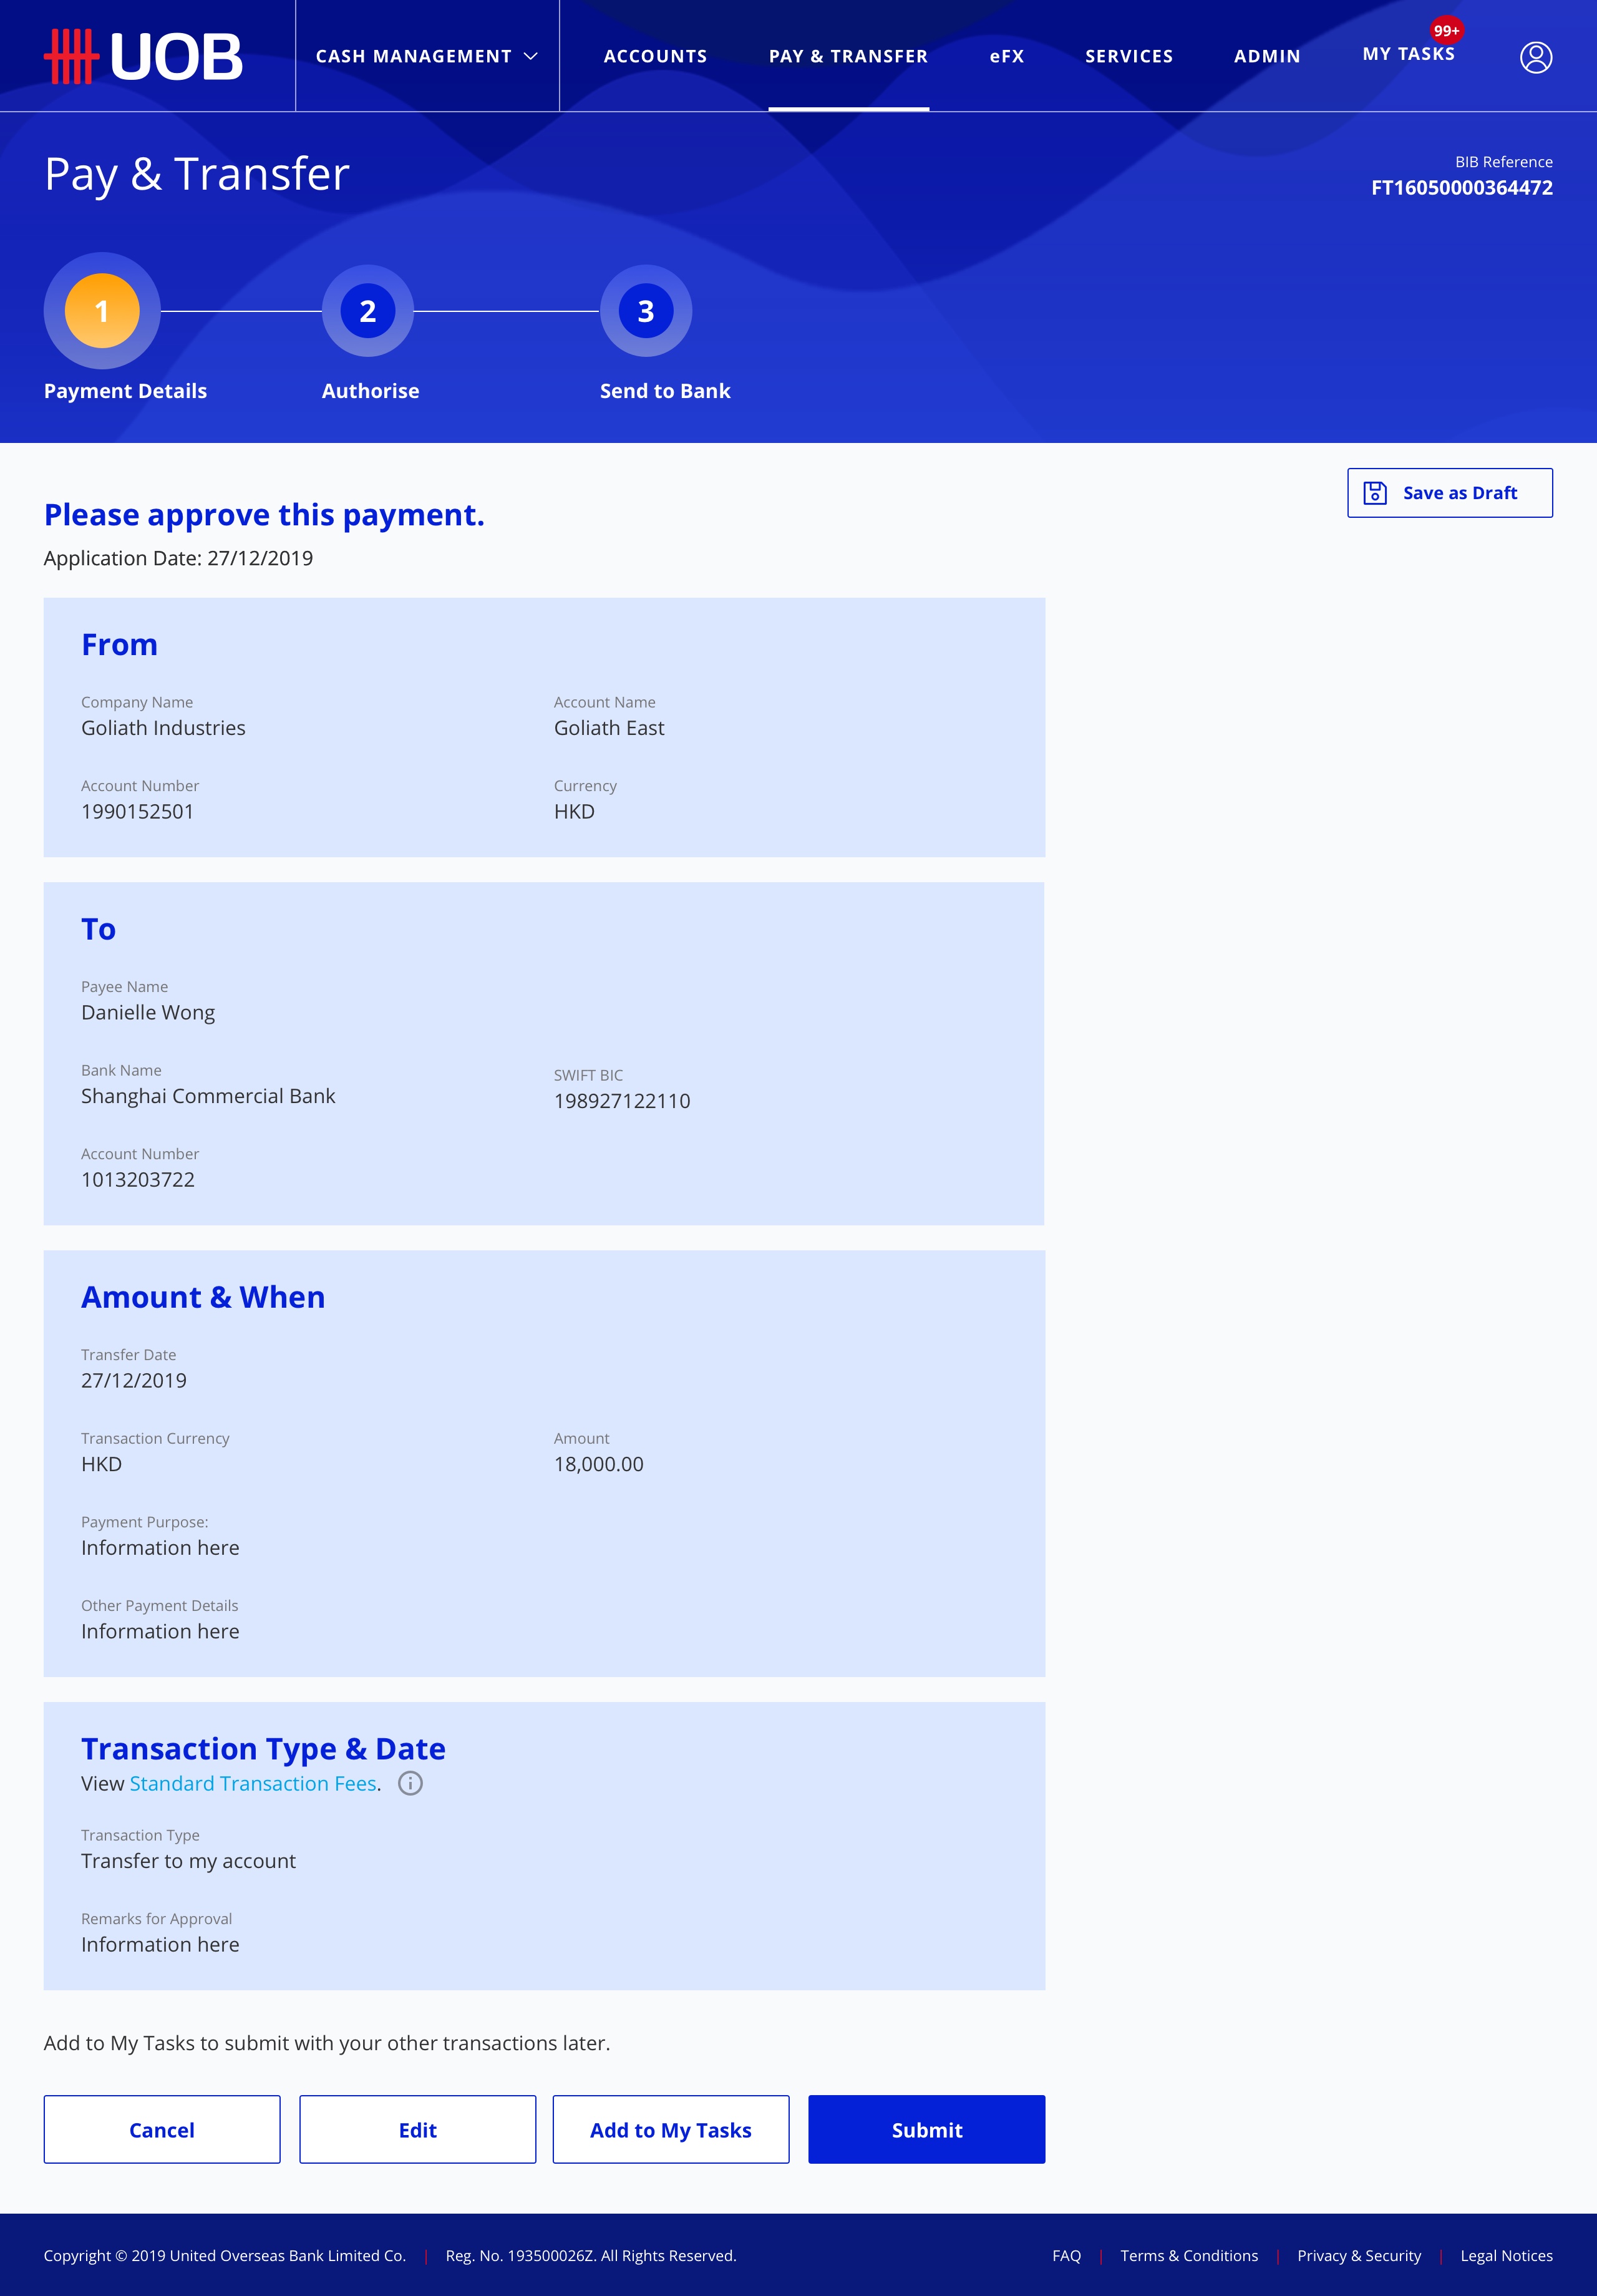 UOB
CASH MANAGEMENT
ACCOUNTS
PAY & TRANSFER
eFX
SERVICES
ADMIN
MY TASKS
99+
Pay & Transfer
BIB Reference
FT16050000364472
1
2
3
Payment Details
Authorise
Send to Bank
Save as Draft
Please approve this payment.
Application Date: 27/12/2019
From
Company Name
Goliath Industries
Account Name
Goliath East
Account Number
1990152501
Currency
HKD
To
Payee Name
Danielle Wong
Bank Name
Shanghai Commercial Bank
SWIFT BIC
198927122110
Account Number
1013203722
Amount & When
Transfer Date
27/12/2019
Transaction Currency
HKD
Amount
18,000.00
Payment Purpose:
Information here
Other Payment Details
Information here
Transaction Type & Date
View Standard Transaction Fees.
Transaction Type
Transfer to my account
Remarks for Approval
Information here
Add to My Tasks to submit with your other transactions later.
Cancel
Edit
Add to My Tasks
Submit
Copyright © 2019 United Overseas Bank Limited Co. | Reg. No. 193500026Z. All Rights Reserved.
FAQ | Terms & Conditions | Privacy & Security | Legal Notices